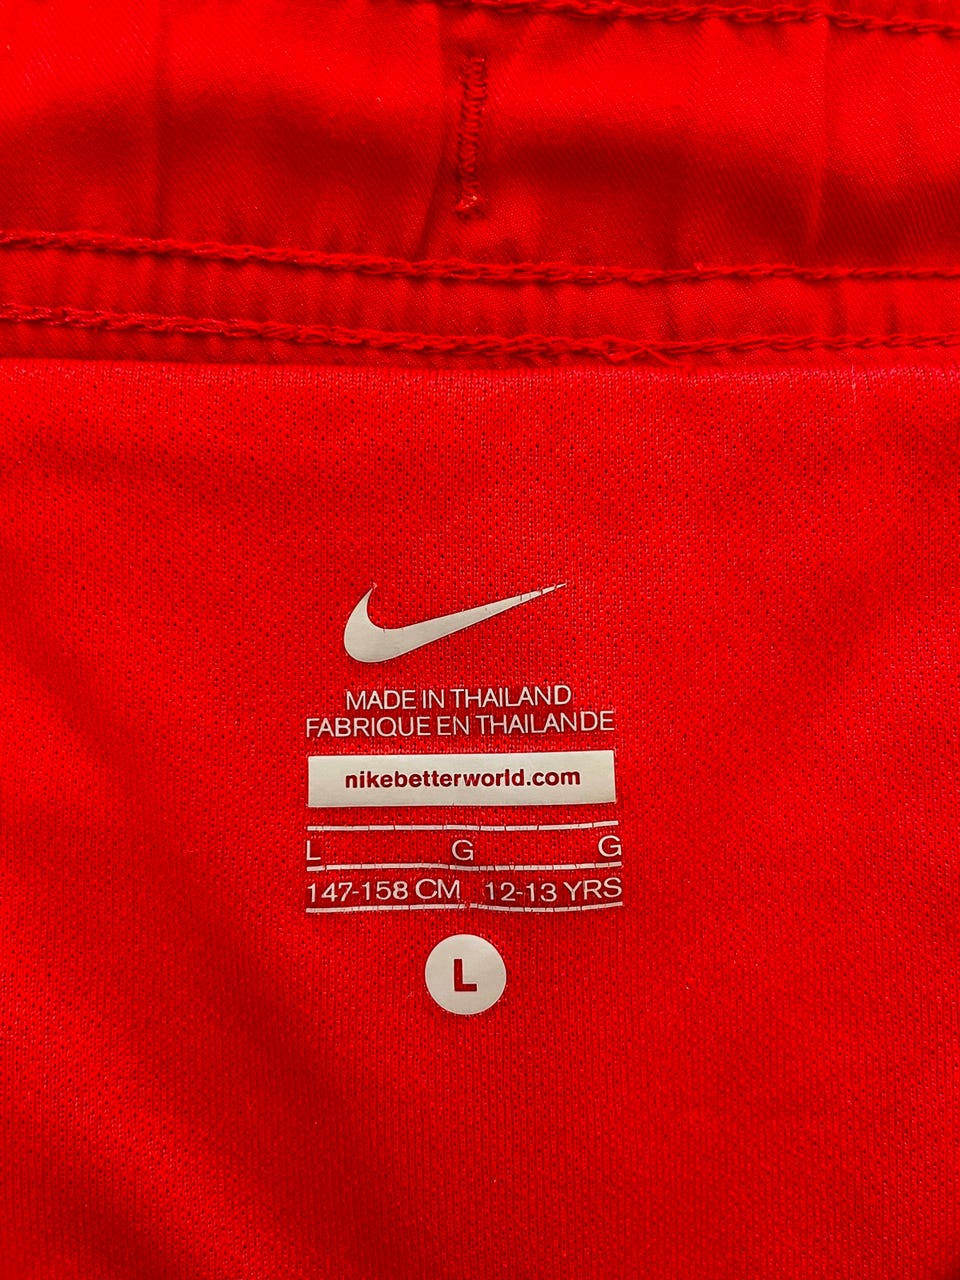 MADE IN THAILAND
FABRIQUE EN THAILANDE
nikebetterworld.com
L G G
147-158 CM 12-13 YRS
L